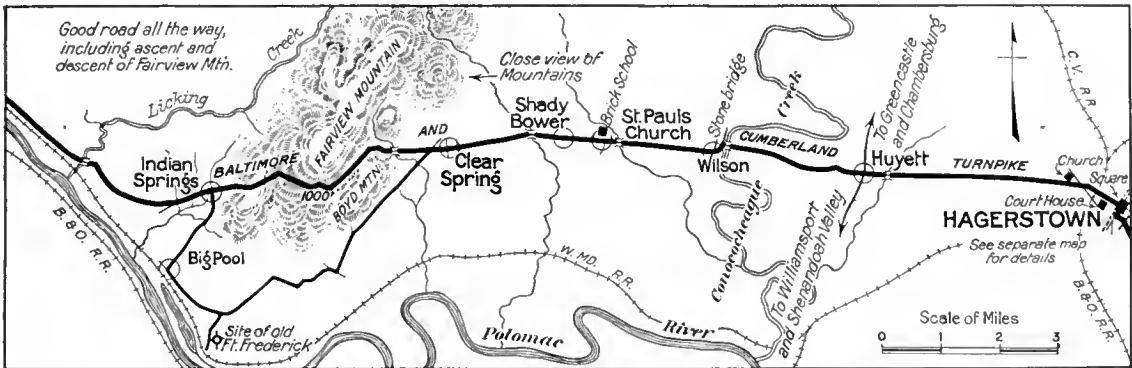 Good road all the way,
including ascent and
descent of Fairview Mtn.
Licking
Creek
FAIRVIEW MOUNTAIN
Close view of
Mountains
Brick School
Shady
Bower
St. Pauls
Church
Stone bridge
Creek
To Greencastle
and Chambersburg
C.V. R.R.
Indian
Springs
BALTIMORE
AND
CUMBERLAND
TURNPIKE
1000'
BOYD MTN.
Clear
Spring
Wilson
Huyett
Church
Square
Court House
HAGERSTOWN
See separate map
for details
B.&O. R.R.
Big Pool
Site of old
Ft. Frederick
W. MD. R.R.
Conococheague
To Williamsport
and Shenandoah Valley
Potomac
River
B.&O. R.R.
Scale of Miles
0 1 2 3